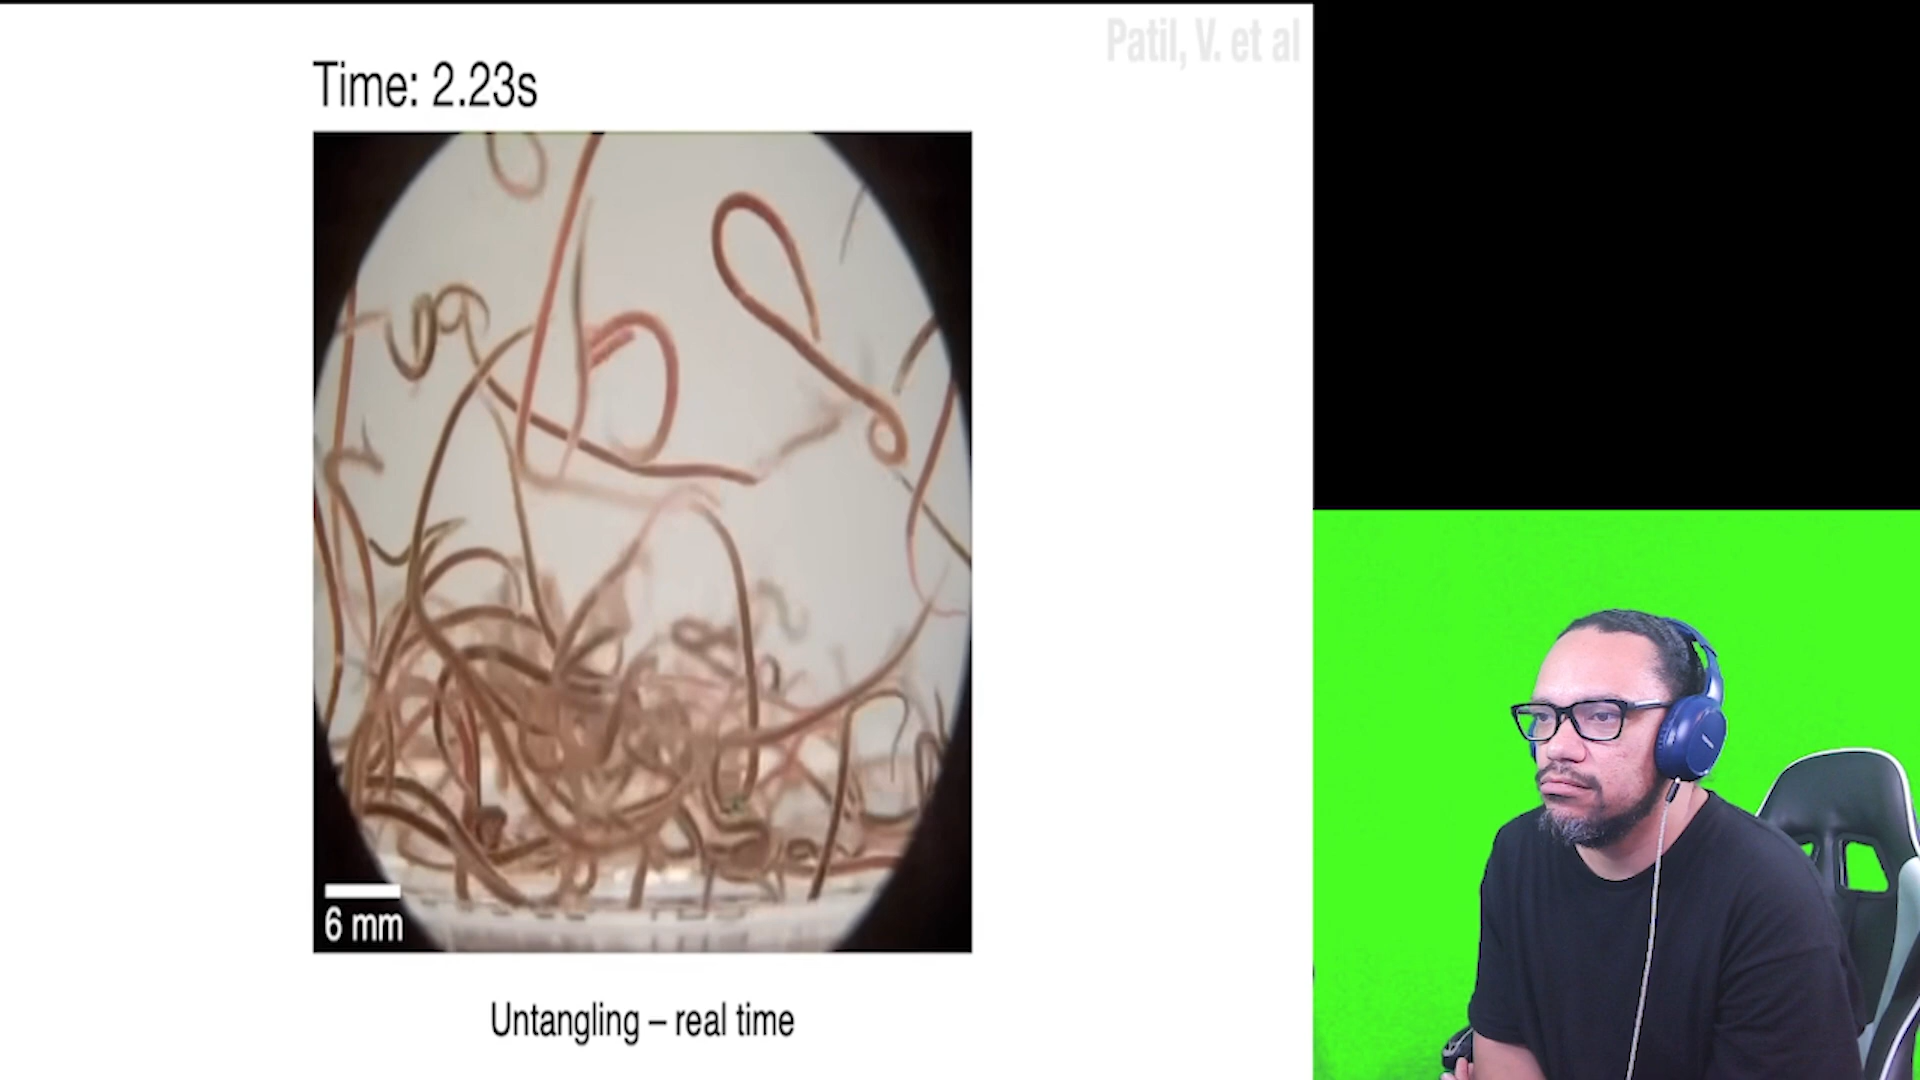 Patil, V. et al
Time: 2.23s
6 mm
Untangling – real time